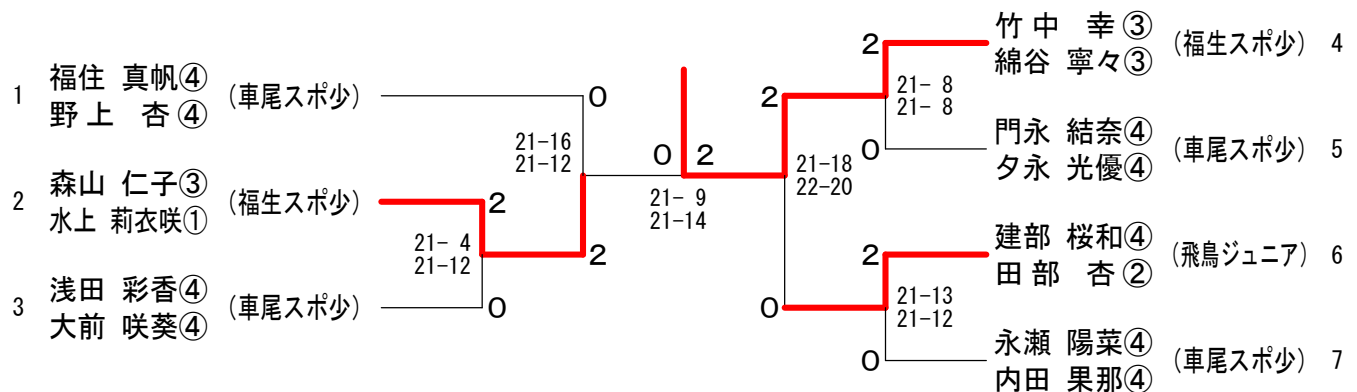 1 福住 真帆④ (車尾スポ少)
野上 杏④
2 森山 仁子③ (福生スポ少)
水上 莉衣咲①
3 浅田 彩香④ (車尾スポ少)
大前 咲葵④
0
21-16
21-12
2
21- 4
21-12
2
0
0 2
21- 9
21-14
竹中 幸③ (福生スポ少) 4
綿谷 寧々③
門永 結奈④ (車尾スポ少) 5
夕永 光優④
建部 桜和④ (飛鳥ジュニア) 6
田部 杏②
永瀬 陽菜④ (車尾スポ少) 7
内田 果那④
2
21- 8
21- 8
0
2
21-18
22-20
0
2
21-13
21-12
0